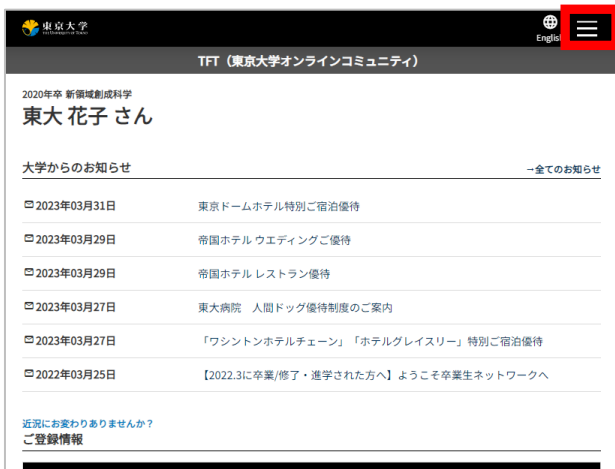 東京大学
THE UNIVERSITY OF TOKYO
English
TFT（東京大学オンラインコミュニティ）
2020年卒 新領域創成科学
東大 花子 さん
大学からのお知らせ
→全てのお知らせ
2023年03月31日 東京ドームホテル特別ご宿泊優待
2023年03月29日 帝国ホテル ウエディングご優待
2023年03月29日 帝国ホテル レストラン優待
2023年03月27日 東大病院　人間ドッグ優待制度のご案内
2023年03月27日 「ワシントンホテルチェーン」「ホテルグレイスリー」特別ご宿泊優待
2022年03月25日 【2022.3に卒業/修了・進学された方へ】ようこそ卒業生ネットワークへ
近況にお変わりありませんか？
ご登録情報